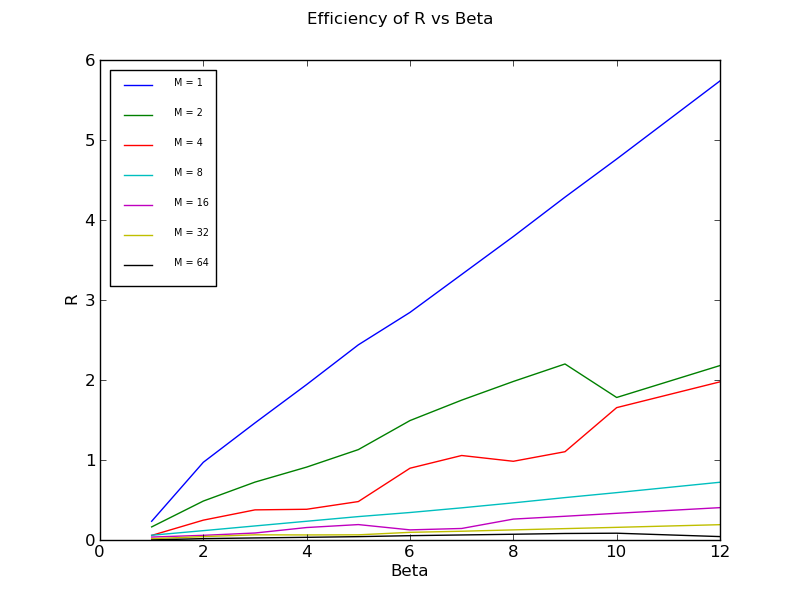 Efficiency of R vs Beta
6
5
4
3
2
1
0
R
M = 1
M = 2
M = 4
M = 8
M = 16
M = 32
M = 64
0 2 4 6 8 10 12
Beta